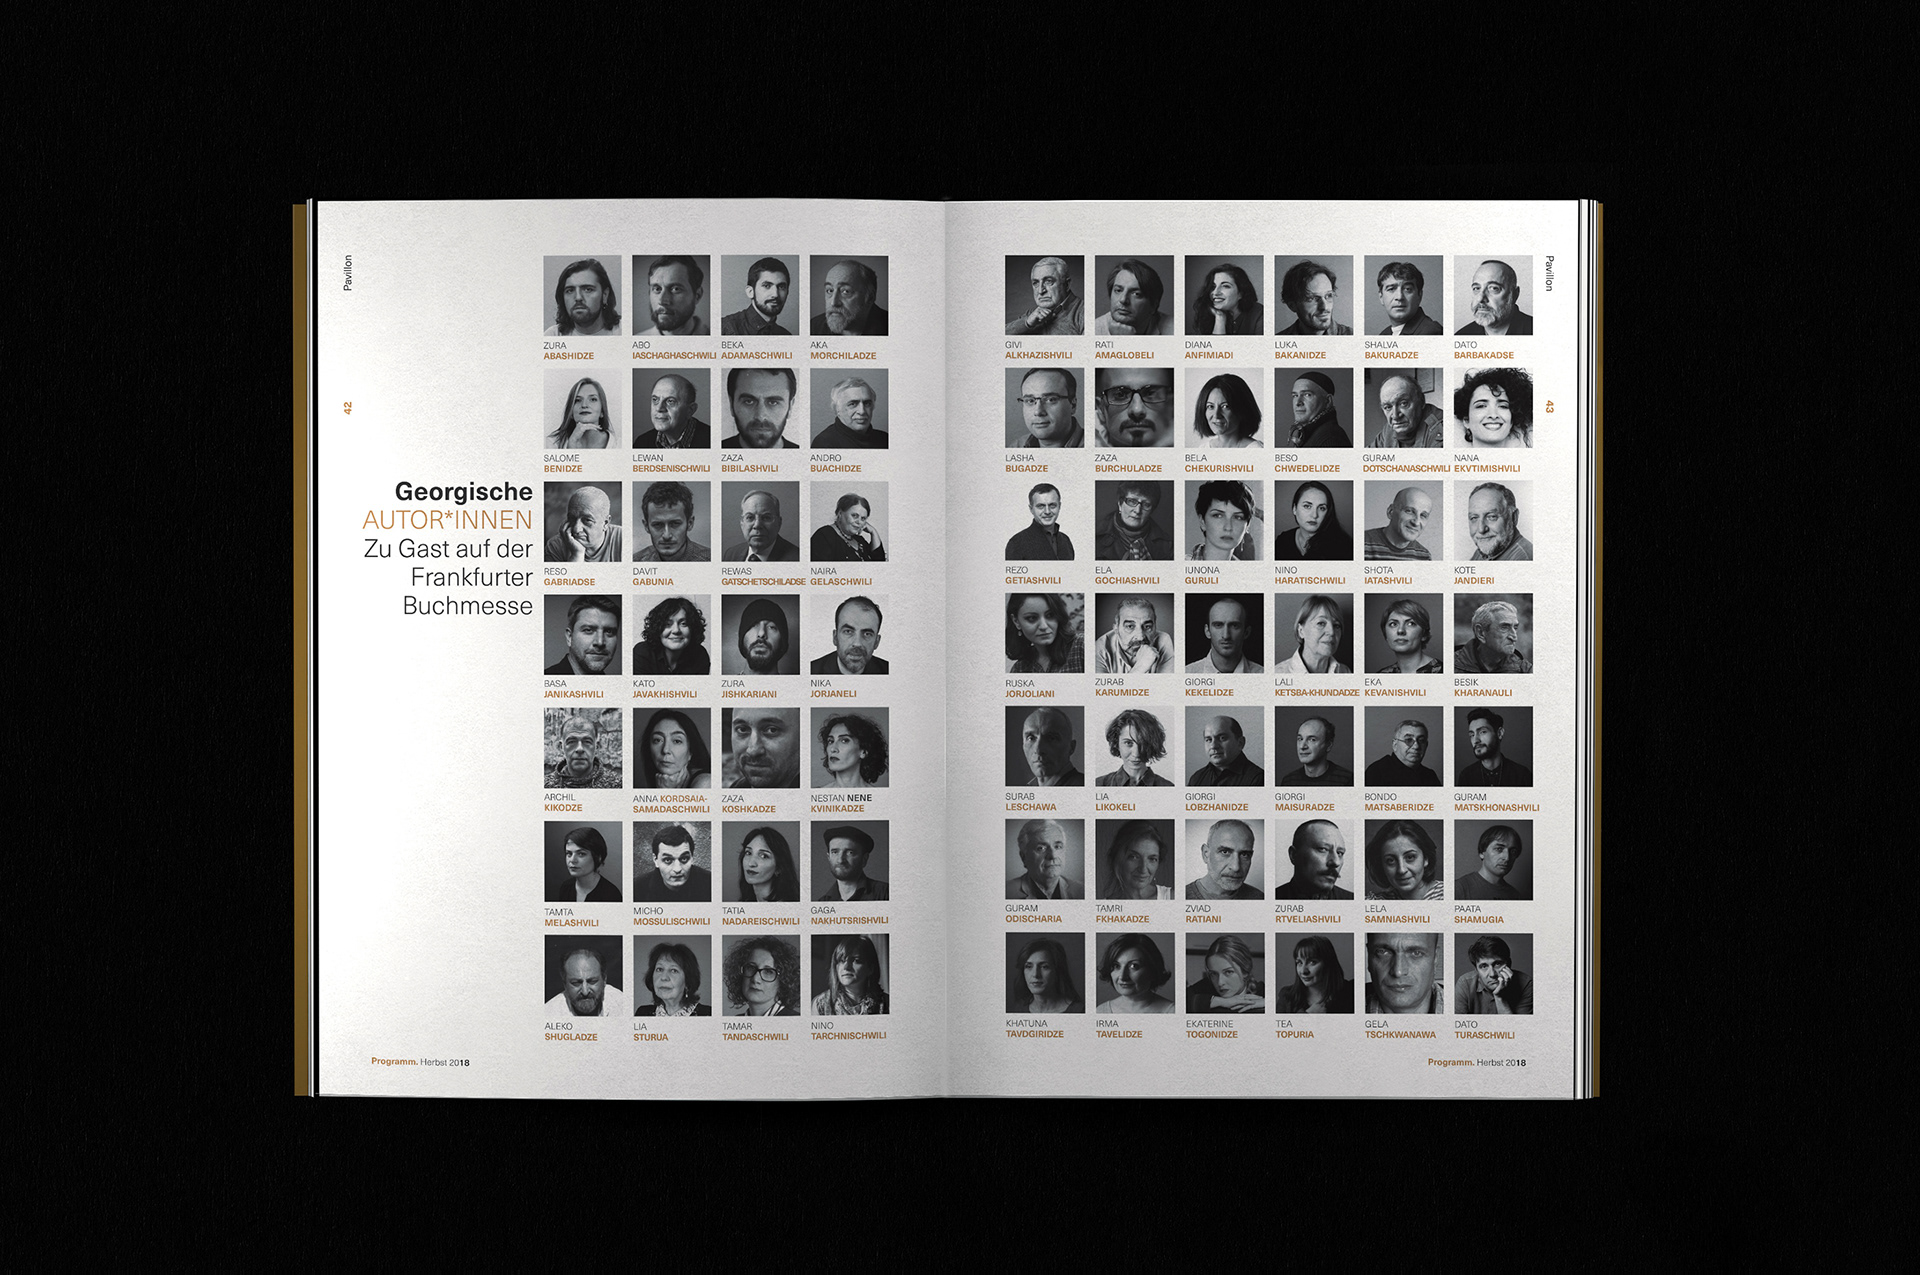 Pavillon
42
Georgische
AUTOR*INNEN
Zu Gast auf der
Frankfurter
Buchmesse
ZURA
ABASHIDZE
ABO
IASCHAGHASCHWILI
BEKA
ADAMASCHWILI
AKA
MORCHILADZE
SALOME
BENIDZE
LEWAN
BERDSENISCHWILI
ZAZA
BIBILASHVILI
ANDRO
BUACHIDZE
RESO
GABRIADSE
DAVIT
GABUNIA
REWAS
GATSCHETSCHILADSE
NAIRA
GELASCHWILI
BASA
JANIKASHVILI
KATO
JAVAKHISHVILI
ZURA
JISHKARIANI
NIKA
JORJANELI
ARCHIL
KIKODZE
ANNA KORDSAIA-
SAMADASCHWILI
ZAZA
KOSHKADZE
NESTAN NENE
KVINIKADZE
TAMTA
MELASHVILI
MICHO
MOSSULISCHWILI
TATIA
NADAREISCHWILI
GAGA
NAKHUTSRISHVILI
ALEKO
SHUGLADZE
LIA
STURUA
TAMAR
TANDASCHWILI
NINO
TARCHNISCHWILI
Programm. Herbst 2018
Pavillon
43
GIVI
ALKHAZISHVILI
RATI
AMAGLOBELI
DIANA
ANFIMIADI
LUKA
BAKANIDZE
SHALVA
BAKURADZE
DATO
BARBAKADSE
LASHA
BUGADZE
ZAZA
BURCHULADZE
BELA
CHEKURISHVILI
BESO
CHWEDELIDZE
GURAM
DOTSCHANASCHWILI
NANA
EKVTIMISHVILI
REZO
GETIASHVILI
ELA
GOCHIASHVILI
IUNONA
GURULI
NINO
HARATISCHWILI
SHOTA
IATASHVILI
KOTE
JANDIERI
RUSKA
JORJOLIANI
ZURAB
KARUMIDZE
GIORGI
KEKELIDZE
LALI
KETSBA-KHUNDADZE
EKA
KEVANISHVILI
BESIK
KHARANAULI
SURAB
LESCHAWA
LIA
LIKOKELI
GIORGI
LOBZHANIDZE
GIORGI
MAISURADZE
BONDO
MATSABERIDZE
GURAM
MATSKHONASHVILI
GURAM
ODISCHARIA
TAMRI
FKHAKADZE
ZVIAD
RATIANI
ZURAB
RTVELIASHVILI
LELA
SAMNIASHVILI
PAATA
SHAMUGIA
KHATUNA
TAVDGIRIDZE
IRMA
TAVELIDZE
EKATERINE
TOGONIDZE
TEA
TOPURIA
GELA
TSCHKWANAWA
DATO
TURASCHWILI
Programm. Herbst 2018